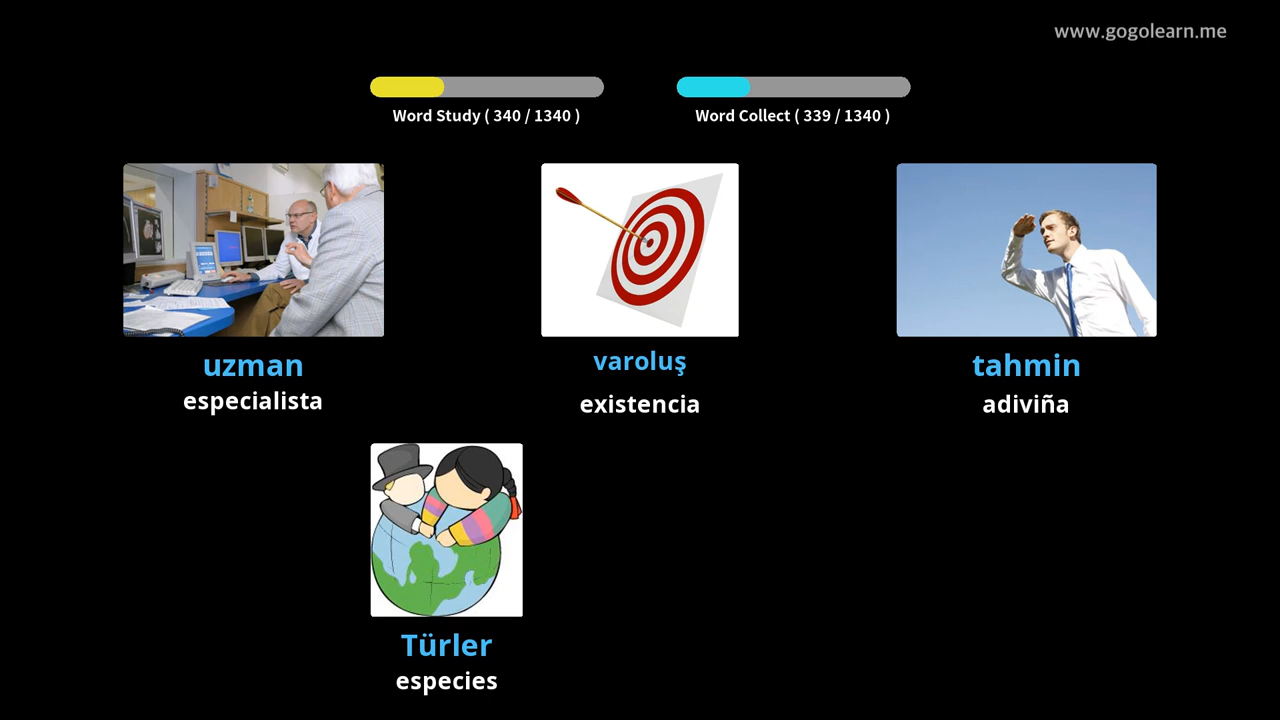 www.gogolearn.me
Word Study ( 340 / 1340 )
Word Collect ( 339 / 1340 )
uzman
especialista
varoluş
existencia
tahmin
adiviña
Türler
especies